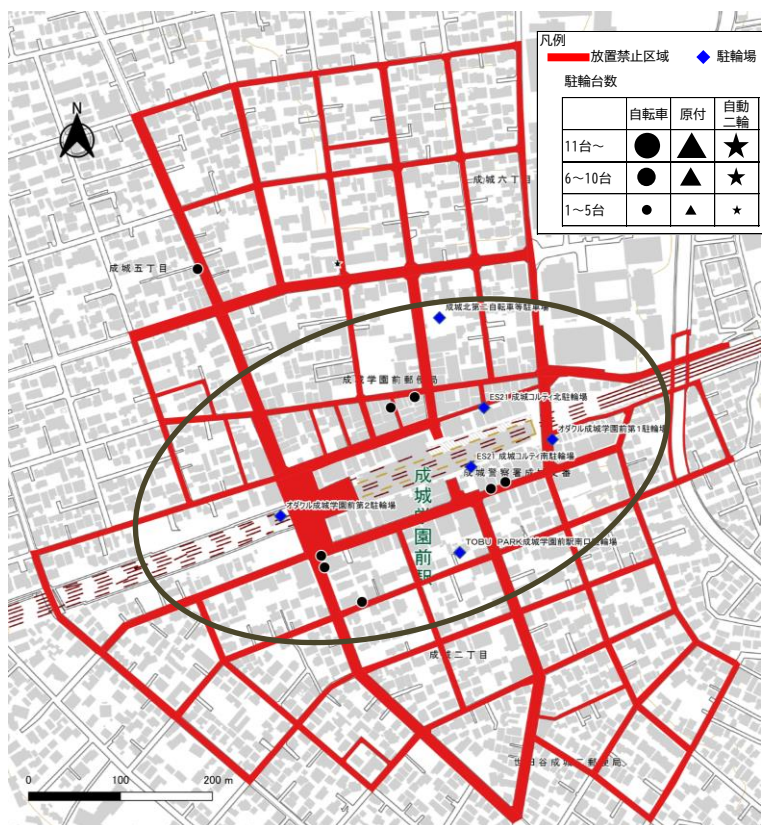 凡例
放置禁止区域
駐輪場
駐輪台数
自転車 原付 自動二輪
11台～
6～10台
1～5台
N
成城六丁目
成城五丁目
成城北第二自転車等駐車場
成城学園前郵便局
ES21 成城コルティ北駐輪場
オダクル成城学園前第1駐輪場
ES21 成城コルティ南駐輪場
成城警察署成城
番
成城学園前駅
オダクル成城学園前第2駐輪場
TOBU PARK成城学園前駅南口駐輪場
成城二丁目
世田谷成城二郵便局
0 100 200 m